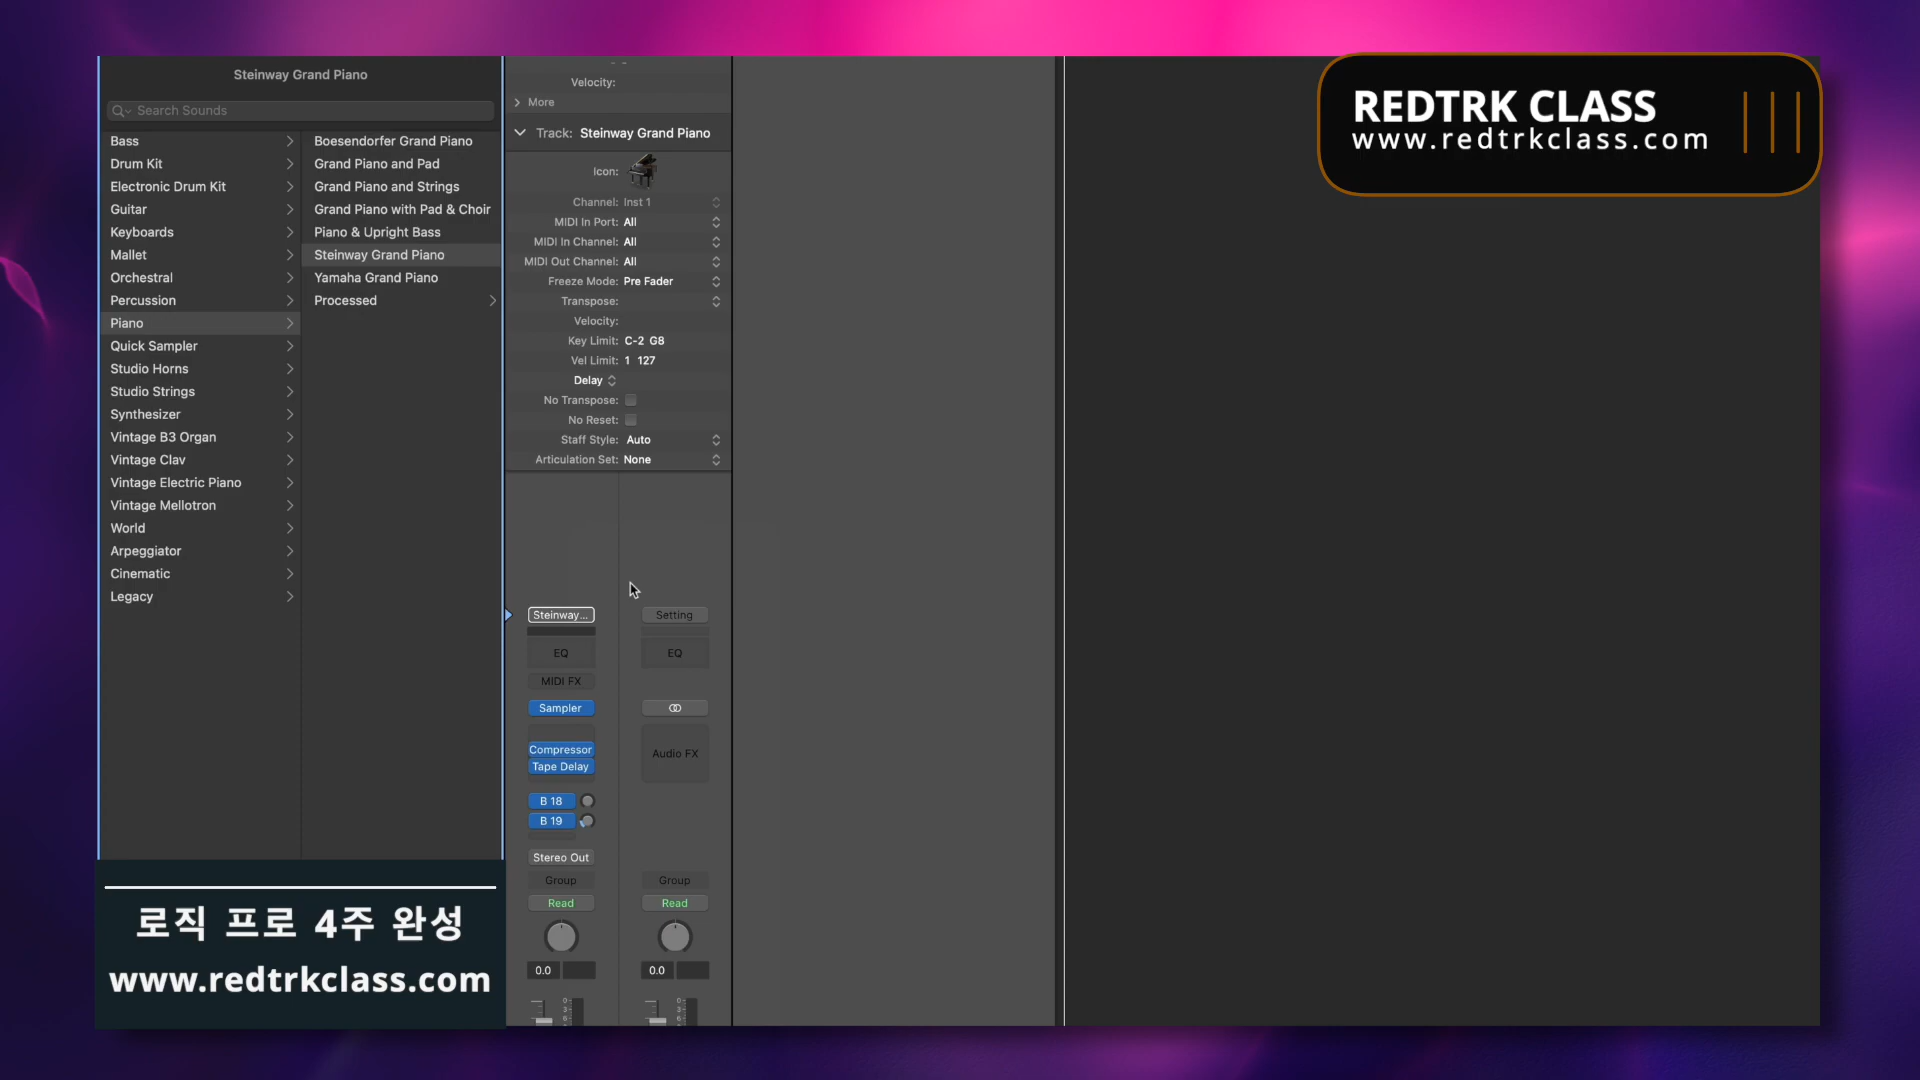 Steinway Grand Piano
Search Sounds
Bass
Drum Kit
Electronic Drum Kit
Guitar
Keyboards
Mallet
Orchestral
Percussion
Piano
Quick Sampler
Studio Horns
Studio Strings
Synthesizer
Vintage B3 Organ
Vintage Clav
Vintage Electric Piano
Vintage Mellotron
World
Arpeggiator
Cinematic
Legacy
Boesendorfer Grand Piano
Grand Piano and Pad
Grand Piano and Strings
Grand Piano with Pad & Choir
Piano & Upright Bass
Steinway Grand Piano
Yamaha Grand Piano
Processed
Velocity:
More
Track: Steinway Grand Piano
Icon:
Channel: Inst 1
MIDI In Port: All
MIDI In Channel: All
MIDI Out Channel: All
Freeze Mode: Pre Fader
Transpose:
Velocity:
Key Limit: C-2 G8
Vel Limit: 1 127
Delay
No Transpose:
No Reset:
Staff Style: Auto
Articulation Set: None
Steinway...
EQ
MIDI FX
Sampler
Compressor
Tape Delay
B 18
B 19
Stereo Out
Group
Read
0.0
0
3
6
Setting
EQ
Audio FX
Group
Read
0.0
0
3
6
REDTRK CLASS
www.redtrkclass.com
로직 프로 4주 완성
www.redtrkclass.com